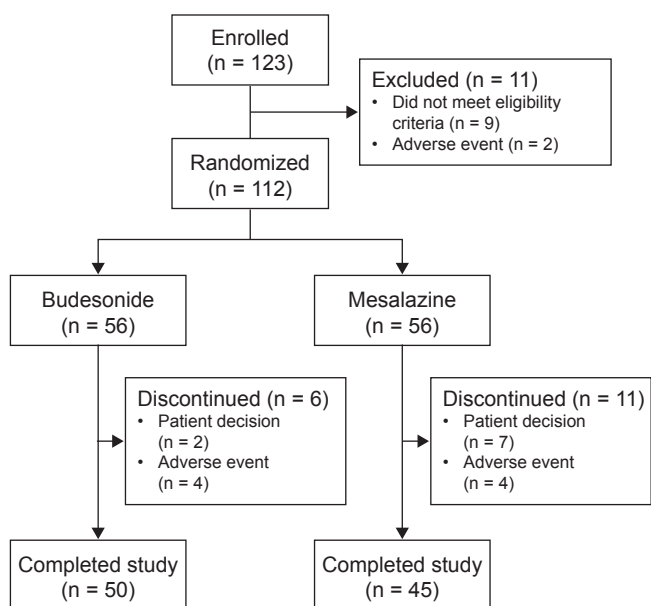 Enrolled
(n = 123)
Excluded (n = 11)
• Did not meet eligibility
criteria (n = 9)
• Adverse event (n = 2)
Randomized
(n = 112)
Budesonide
(n = 56)
Mesalazine
(n = 56)
Discontinued (n = 6)
• Patient decision
(n = 2)
• Adverse event
(n = 4)
Discontinued (n = 11)
• Patient decision
(n = 7)
• Adverse event
(n = 4)
Completed study
(n = 50)
Completed study
(n = 45)